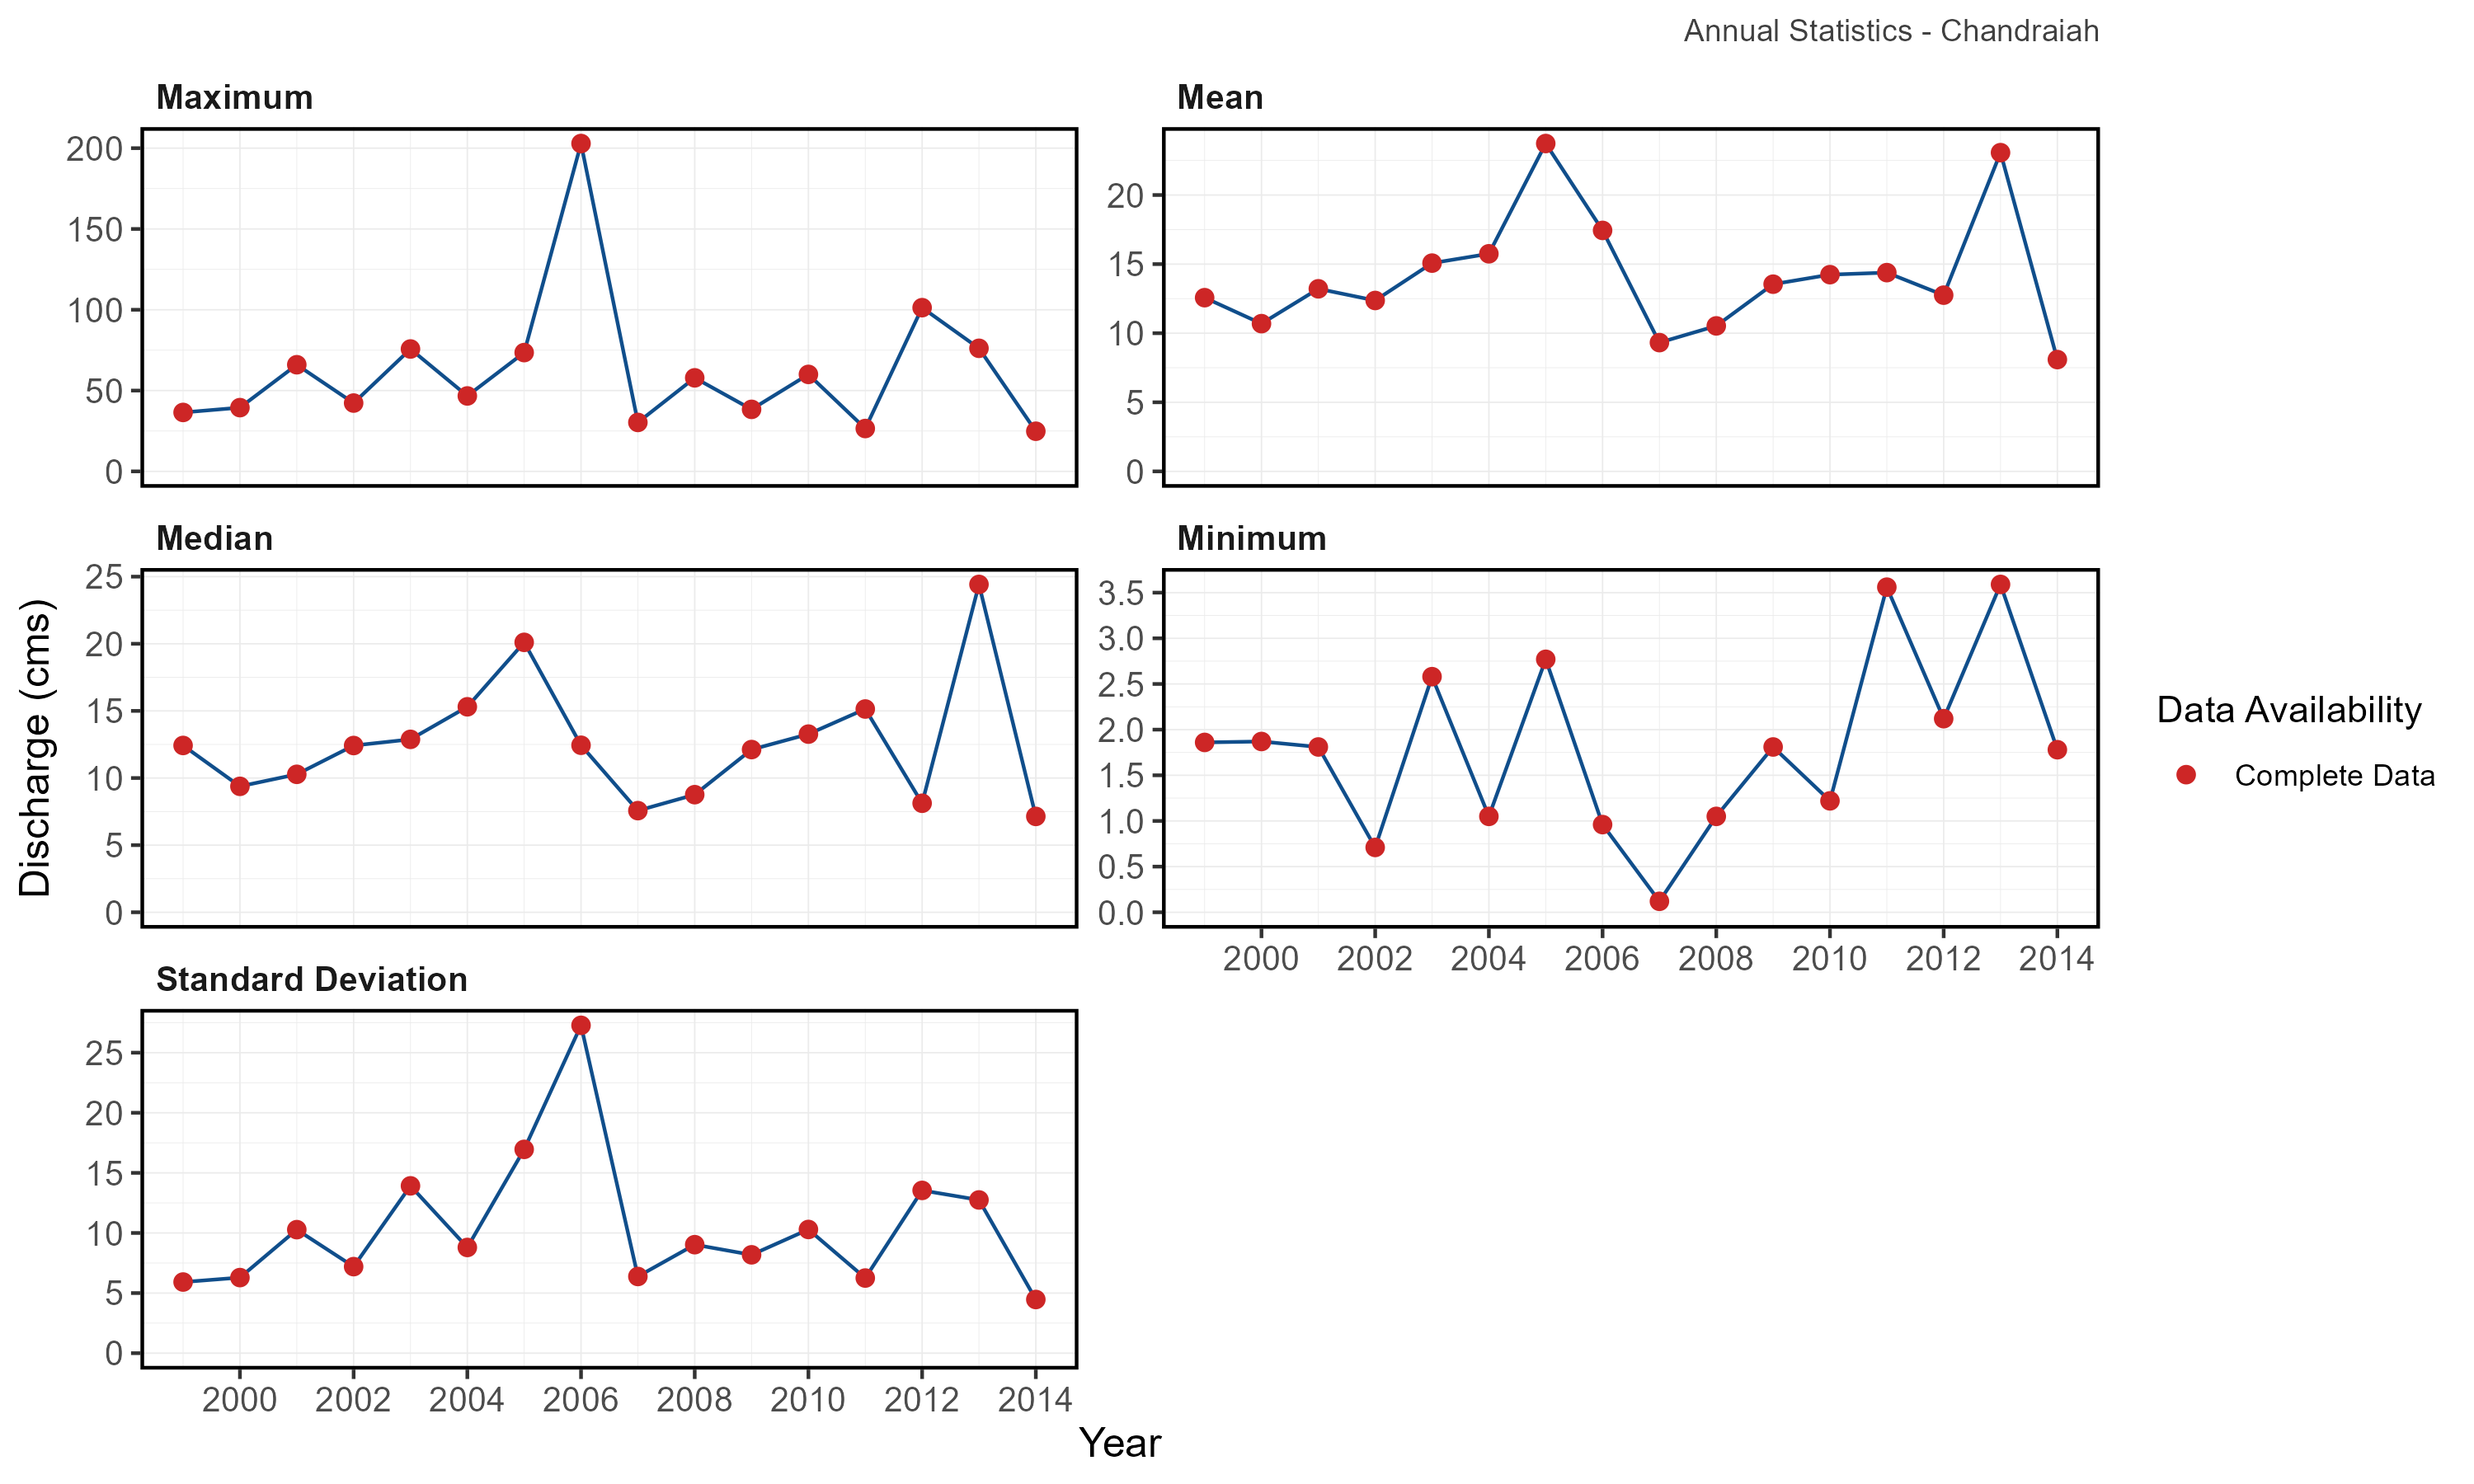 Annual Statistics - Chandraiah
Maximum
200
150
100
50
0
Mean
20
15
10
5
0
Median
25
20
15
10
5
0
Minimum
3.5
3.0
2.5
2.0
1.5
1.0
0.5
0.0
2000 2002 2004 2006 2008 2010 2012 2014
Standard Deviation
25
20
15
10
5
0
2000 2002 2004 2006 2008 2010 2012 2014
Discharge (cms)
Year
Data Availability
Complete Data